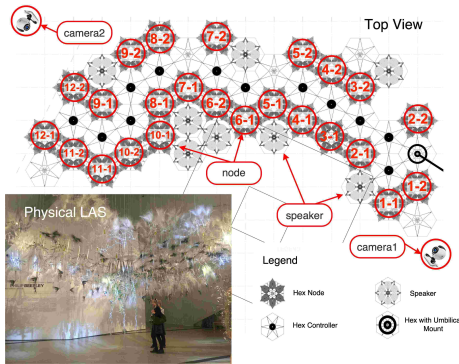 Top View
camera2
9-2
8-2
7-2
5-2
4-2
12-2
9-1
8-1
7-1
6-2
5-1
3-2
6-1
4-1
2-2
12-1
10-1
3-1
11-2
10-2
2-1
11-1
node
1-2
1-1
speaker
camera1
Physical LAS
BEESLEY
Legend
Hex Node
Speaker
Hex Controller
Hex with Umbilical
Mount